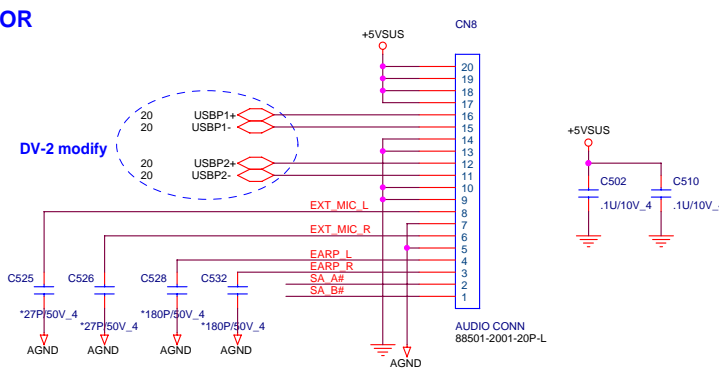 OR
CN8
+5VSUS
20
19
18
17
20 USBP1+ 16
20 USBP1- 15
14
DV-2 modify 13
20 USBP2+ 12
20 USBP2- 11
10
9
EXT_MIC_L 8
7
EXT_MIC_R 6
5
EARP_L 4
EARP_R 3
SA_A# 2
SA_B# 1
+5VSUS
C502 C510
.1U/10V_4 .1U/10V_4
C525 C526 C528 C532
*27P/50V_4 *27P/50V_4 *180P/50V_4 *180P/50V_4
AGND AGND AGND AGND
AGND
AUDIO CONN
88501-2001-20P-L